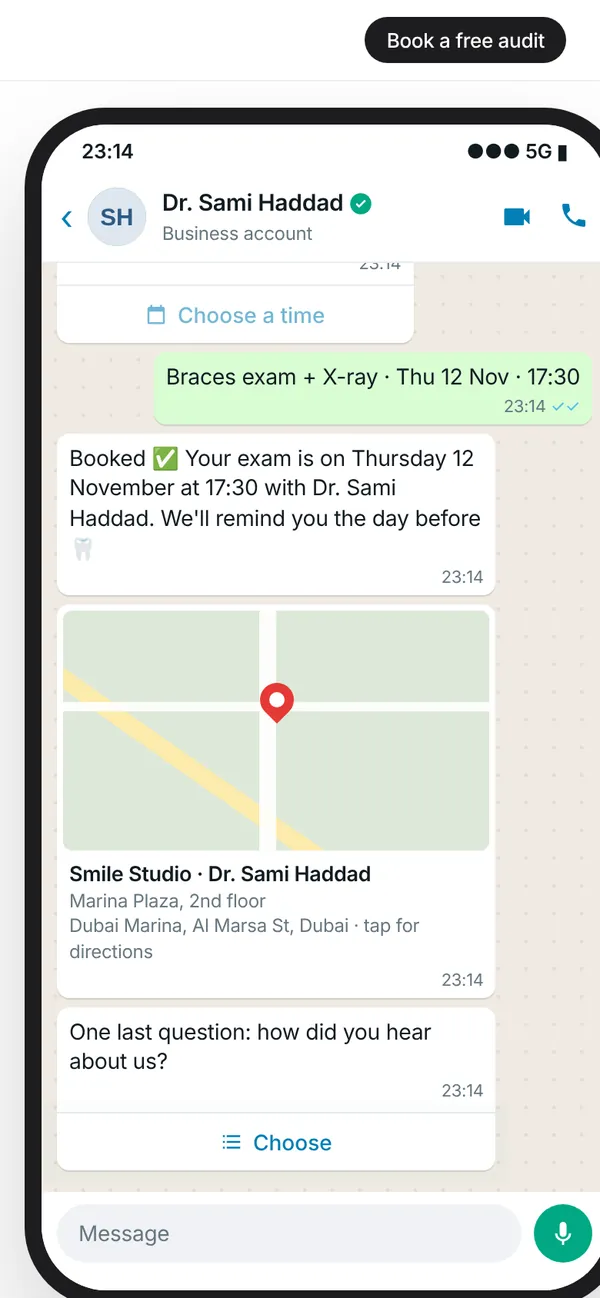 Book a free audit
23:14
5G
SH
Dr. Sami Haddad
Business account
23:14
Choose a time
Braces exam + X-ray · Thu 12 Nov · 17:30
23:14
Booked ✅ Your exam is on Thursday 12
November at 17:30 with Dr. Sami
Haddad. We'll remind you the day before
🦷
23:14
Smile Studio · Dr. Sami Haddad
Marina Plaza, 2nd floor
Dubai Marina, Al Marsa St, Dubai · tap for
directions
23:14
One last question: how did you hear
about us?
23:14
Choose
Message